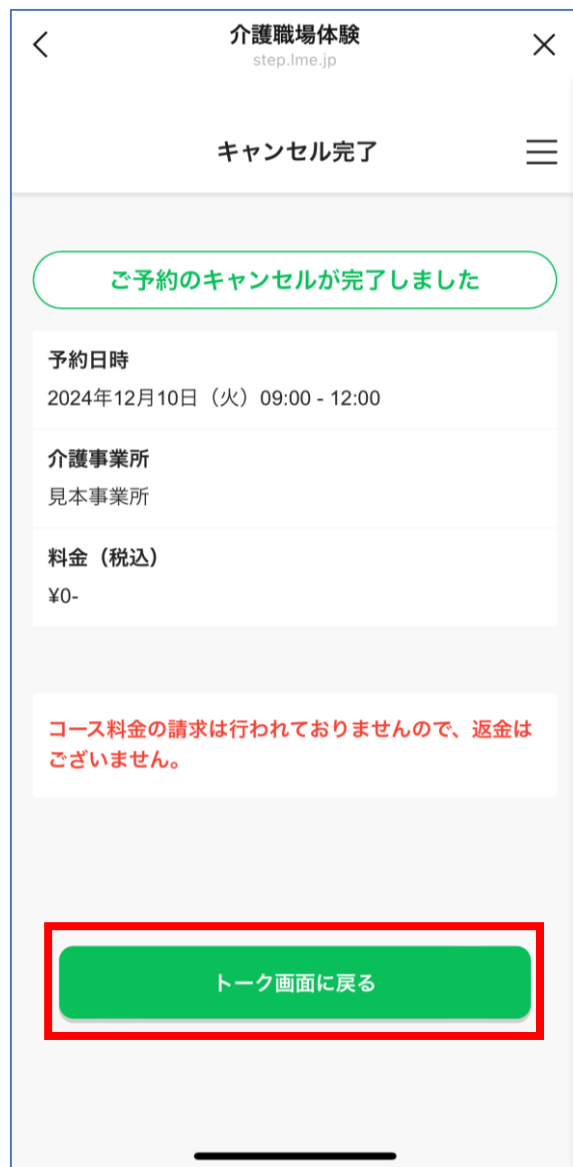 介護職場体験
step.lme.jp
キャンセル完了
ご予約のキャンセルが完了しました
予約日時
2024年12月10日（火）09:00 - 12:00
介護事業所
見本事業所
料金（税込）
¥0-
コース料金の請求は行われておりませんので、返金は
ございません。
トーク画面に戻る